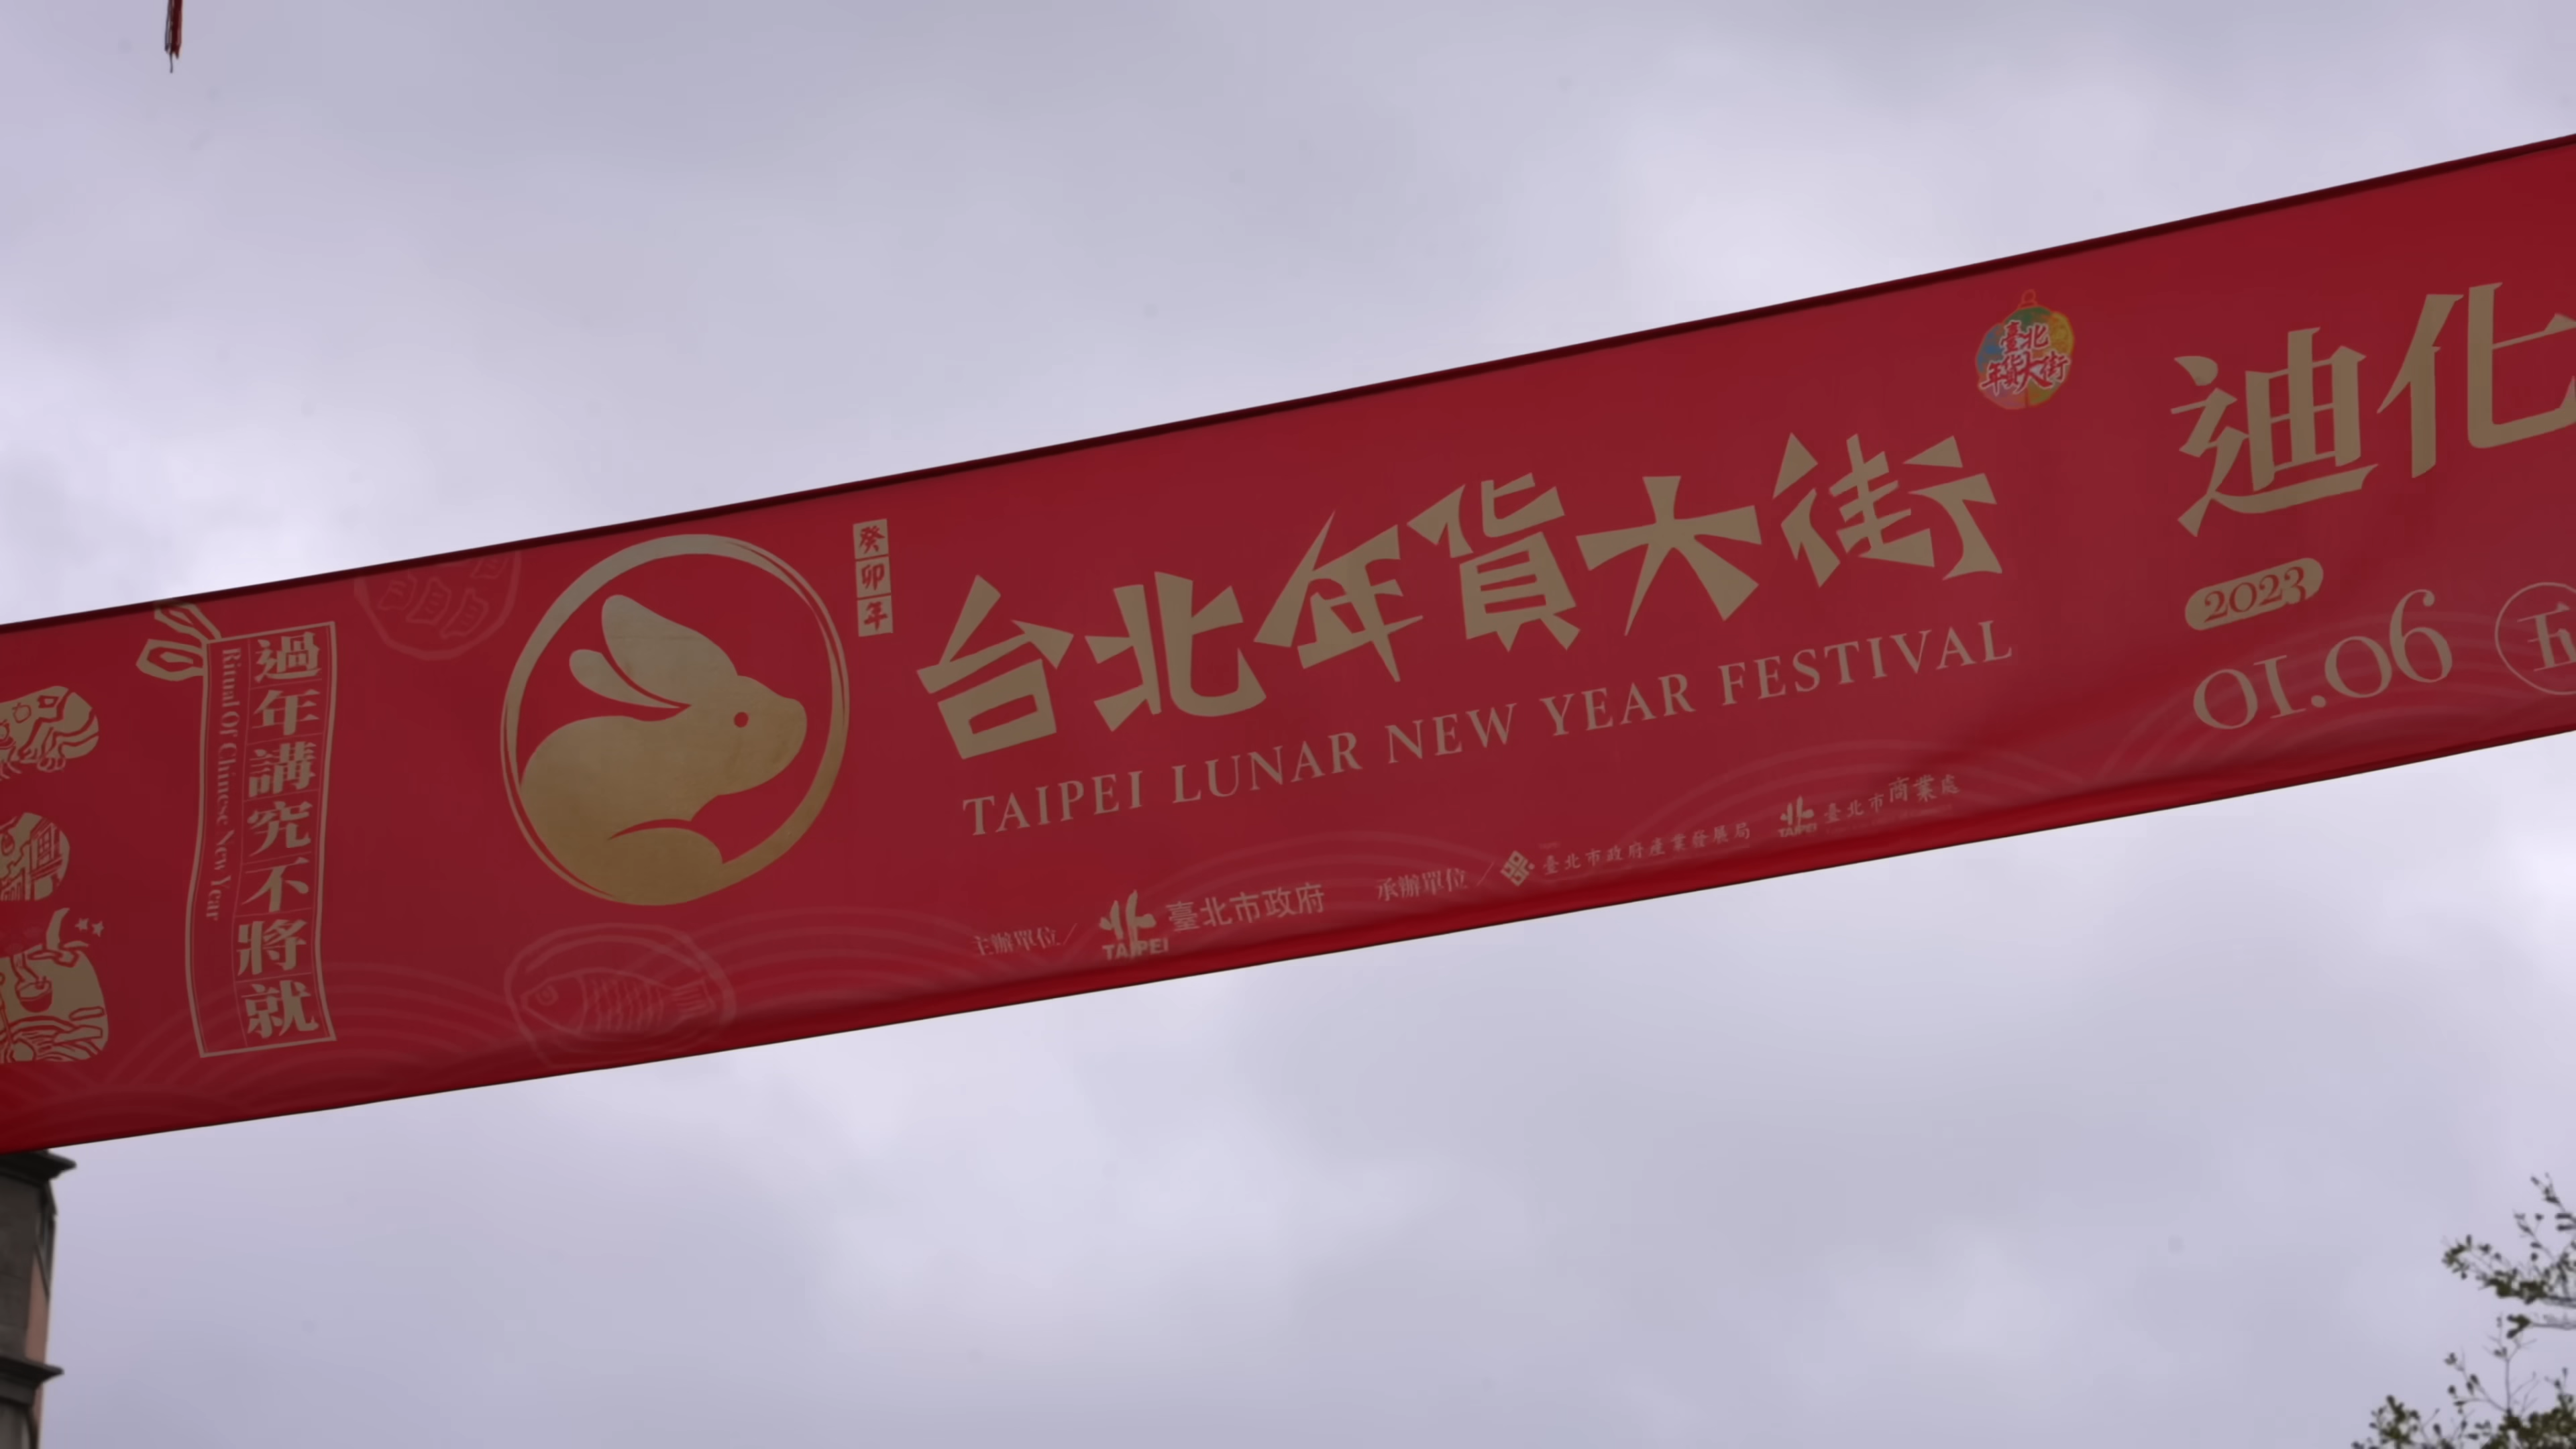 過年講究不將就
Ritual Of Chinese New Year
癸卯年
台北年貨大街
TAIPEI LUNAR NEW YEAR FESTIVAL
主辦單位／
TAIPEI
臺北市政府
承辦單位／
臺北市政府產業發展局
TAIPEI
臺北市商業處
臺北
年貨大街
迪化
2023
01.06 五